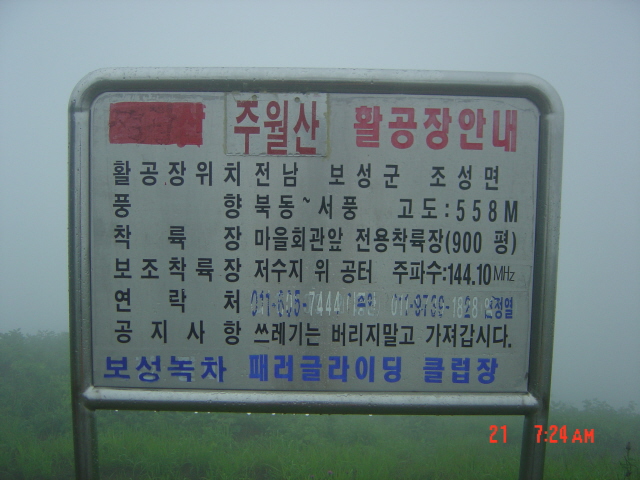 주월산 활공장안내
활공장위치 전남 보성군 조성면
풍 향 북동~서풍 고도:558M
착 륙 장 마을회관앞 전용착륙장(900 평)
보조착륙장 저수지 위 공터 주파수:144.10MHz
연 락 처
공지사항 쓰레기는 버리지말고 가져갑시다.
보성녹차 패러글라이딩 클럽장
21 7:24AM